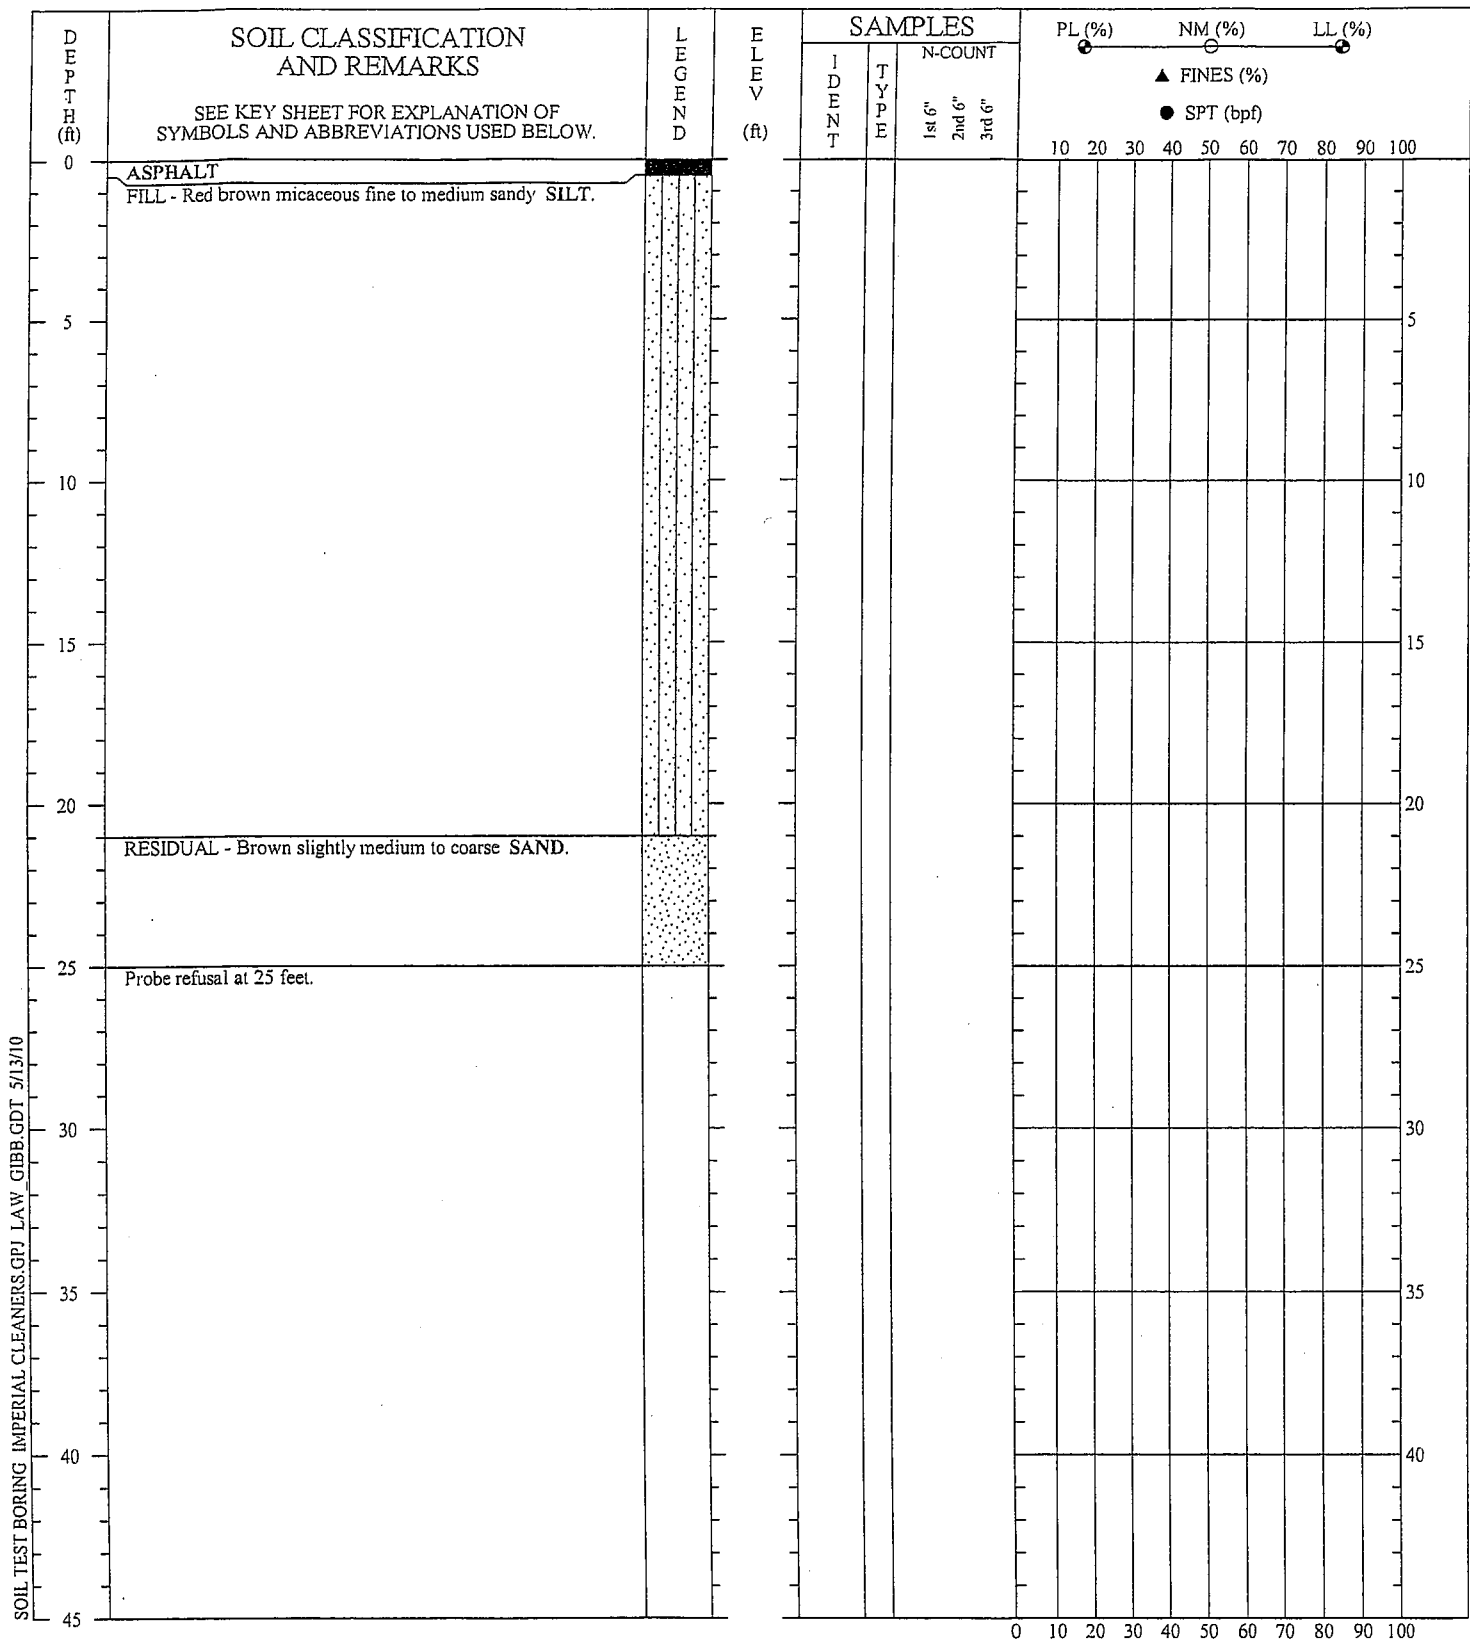 DEPTH
(ft)
SOIL CLASSIFICATION
AND REMARKS
SEE KEY SHEET FOR EXPLANATION OF
SYMBOLS AND ABBREVIATIONS USED BELOW.
LEGEND
ELEV
(ft)
SAMPLES
IDENT
TYPE
N-COUNT
1st 6"
2nd 6"
3rd 6"
PL (%)
NM (%)
LL (%)
▲ FINES (%)
● SPT (bpf)
10 20 30 40 50 60 70 80 90 100
0
ASPHALT
FILL - Red brown micaceous fine to medium sandy SILT.
5
5
10
10
15
15
20
20
RESIDUAL - Brown slightly medium to coarse SAND.
25
25
Probe refusal at 25 feet.
30
30
35
35
40
40
45
0 10 20 30 40 50 60 70 80 90 100
SOIL TEST BORING IMPERIAL CLEANERS.GPJ LAW_GIBB.GDT 5/13/10